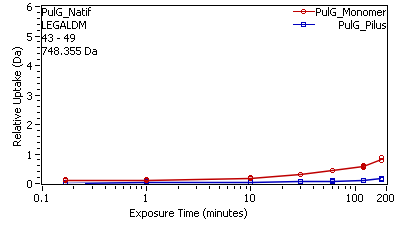 PulG_Natif
LEGALDM
43 - 49
748.355 Da
PulG_Monomer
PulG_Pilus
Relative Uptake (Da)
6
5
4
3
2
1
0
0.1 1 10 100 200
Exposure Time (minutes)